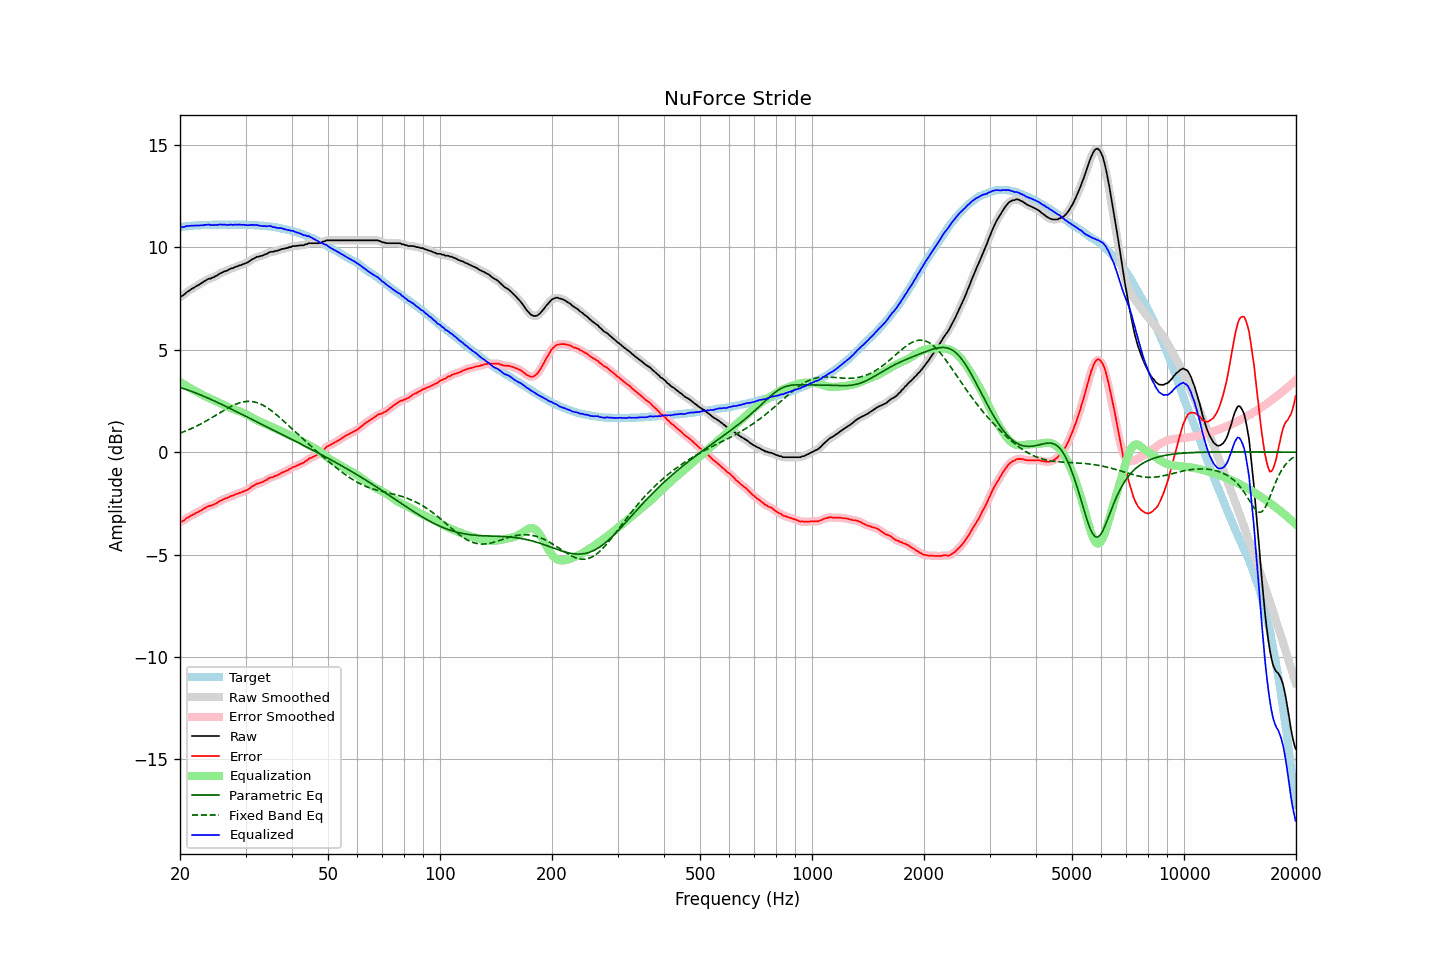 NuForce Stride
Amplitude (dBr)
15
10
5
0
−5
−10
−15
Target
Raw Smoothed
Error Smoothed
Raw
Error
Equalization
Parametric Eq
Fixed Band Eq
Equalized
20 50 100 200 500 1000 2000 5000 10000 20000
Frequency (Hz)